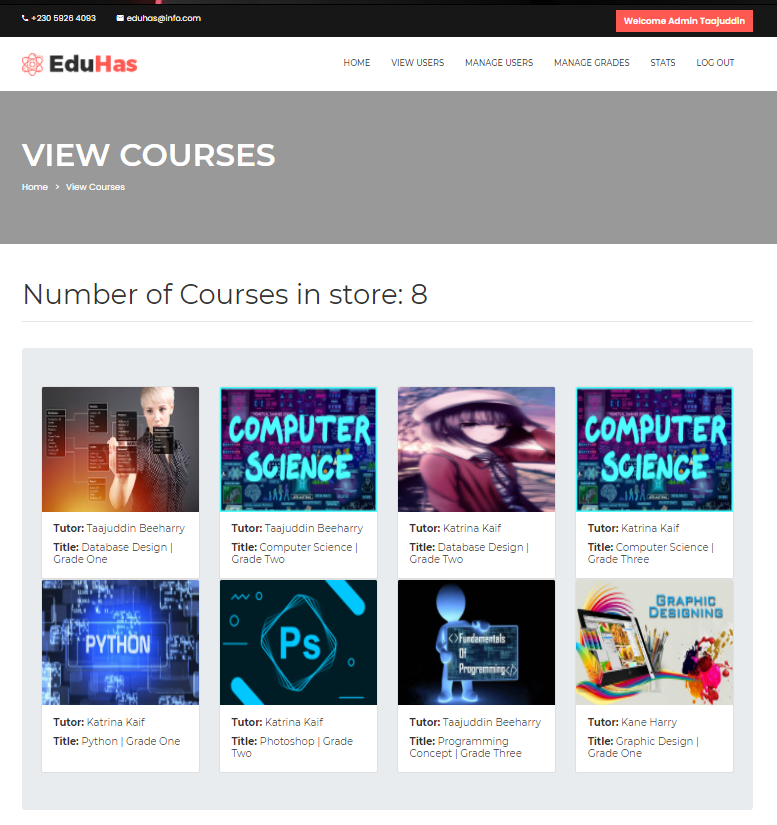 +230 5926 4093 eduhas@info.com Welcome Admin Taajuddin
EduHas HOME VIEW USERS MANAGE USERS MANAGE GRADES STATS LOG OUT
VIEW COURSES
Home > View Courses
Number of Courses in store: 8
COMPUTER
SCIENCE
COMPUTER
SCIENCE
Tutor: Taajuddin Beeharry
Title: Database Design |
Grade One
Tutor: Taajuddin Beeharry
Title: Computer Science |
Grade Two
Tutor: Katrina Kaif
Title: Database Design |
Grade Two
Tutor: Katrina Kaif
Title: Computer Science |
Grade Three
PYTHON
Ps
<>Fundamentals
Of
Programming</>
GRAPHIC
DESIGNING
Tutor: Katrina Kaif
Title: Python | Grade One
Tutor: Katrina Kaif
Title: Photoshop | Grade
Two
Tutor: Taajuddin Beeharry
Title: Programming
Concept | Grade Three
Tutor: Kane Harry
Title: Graphic Design |
Grade One